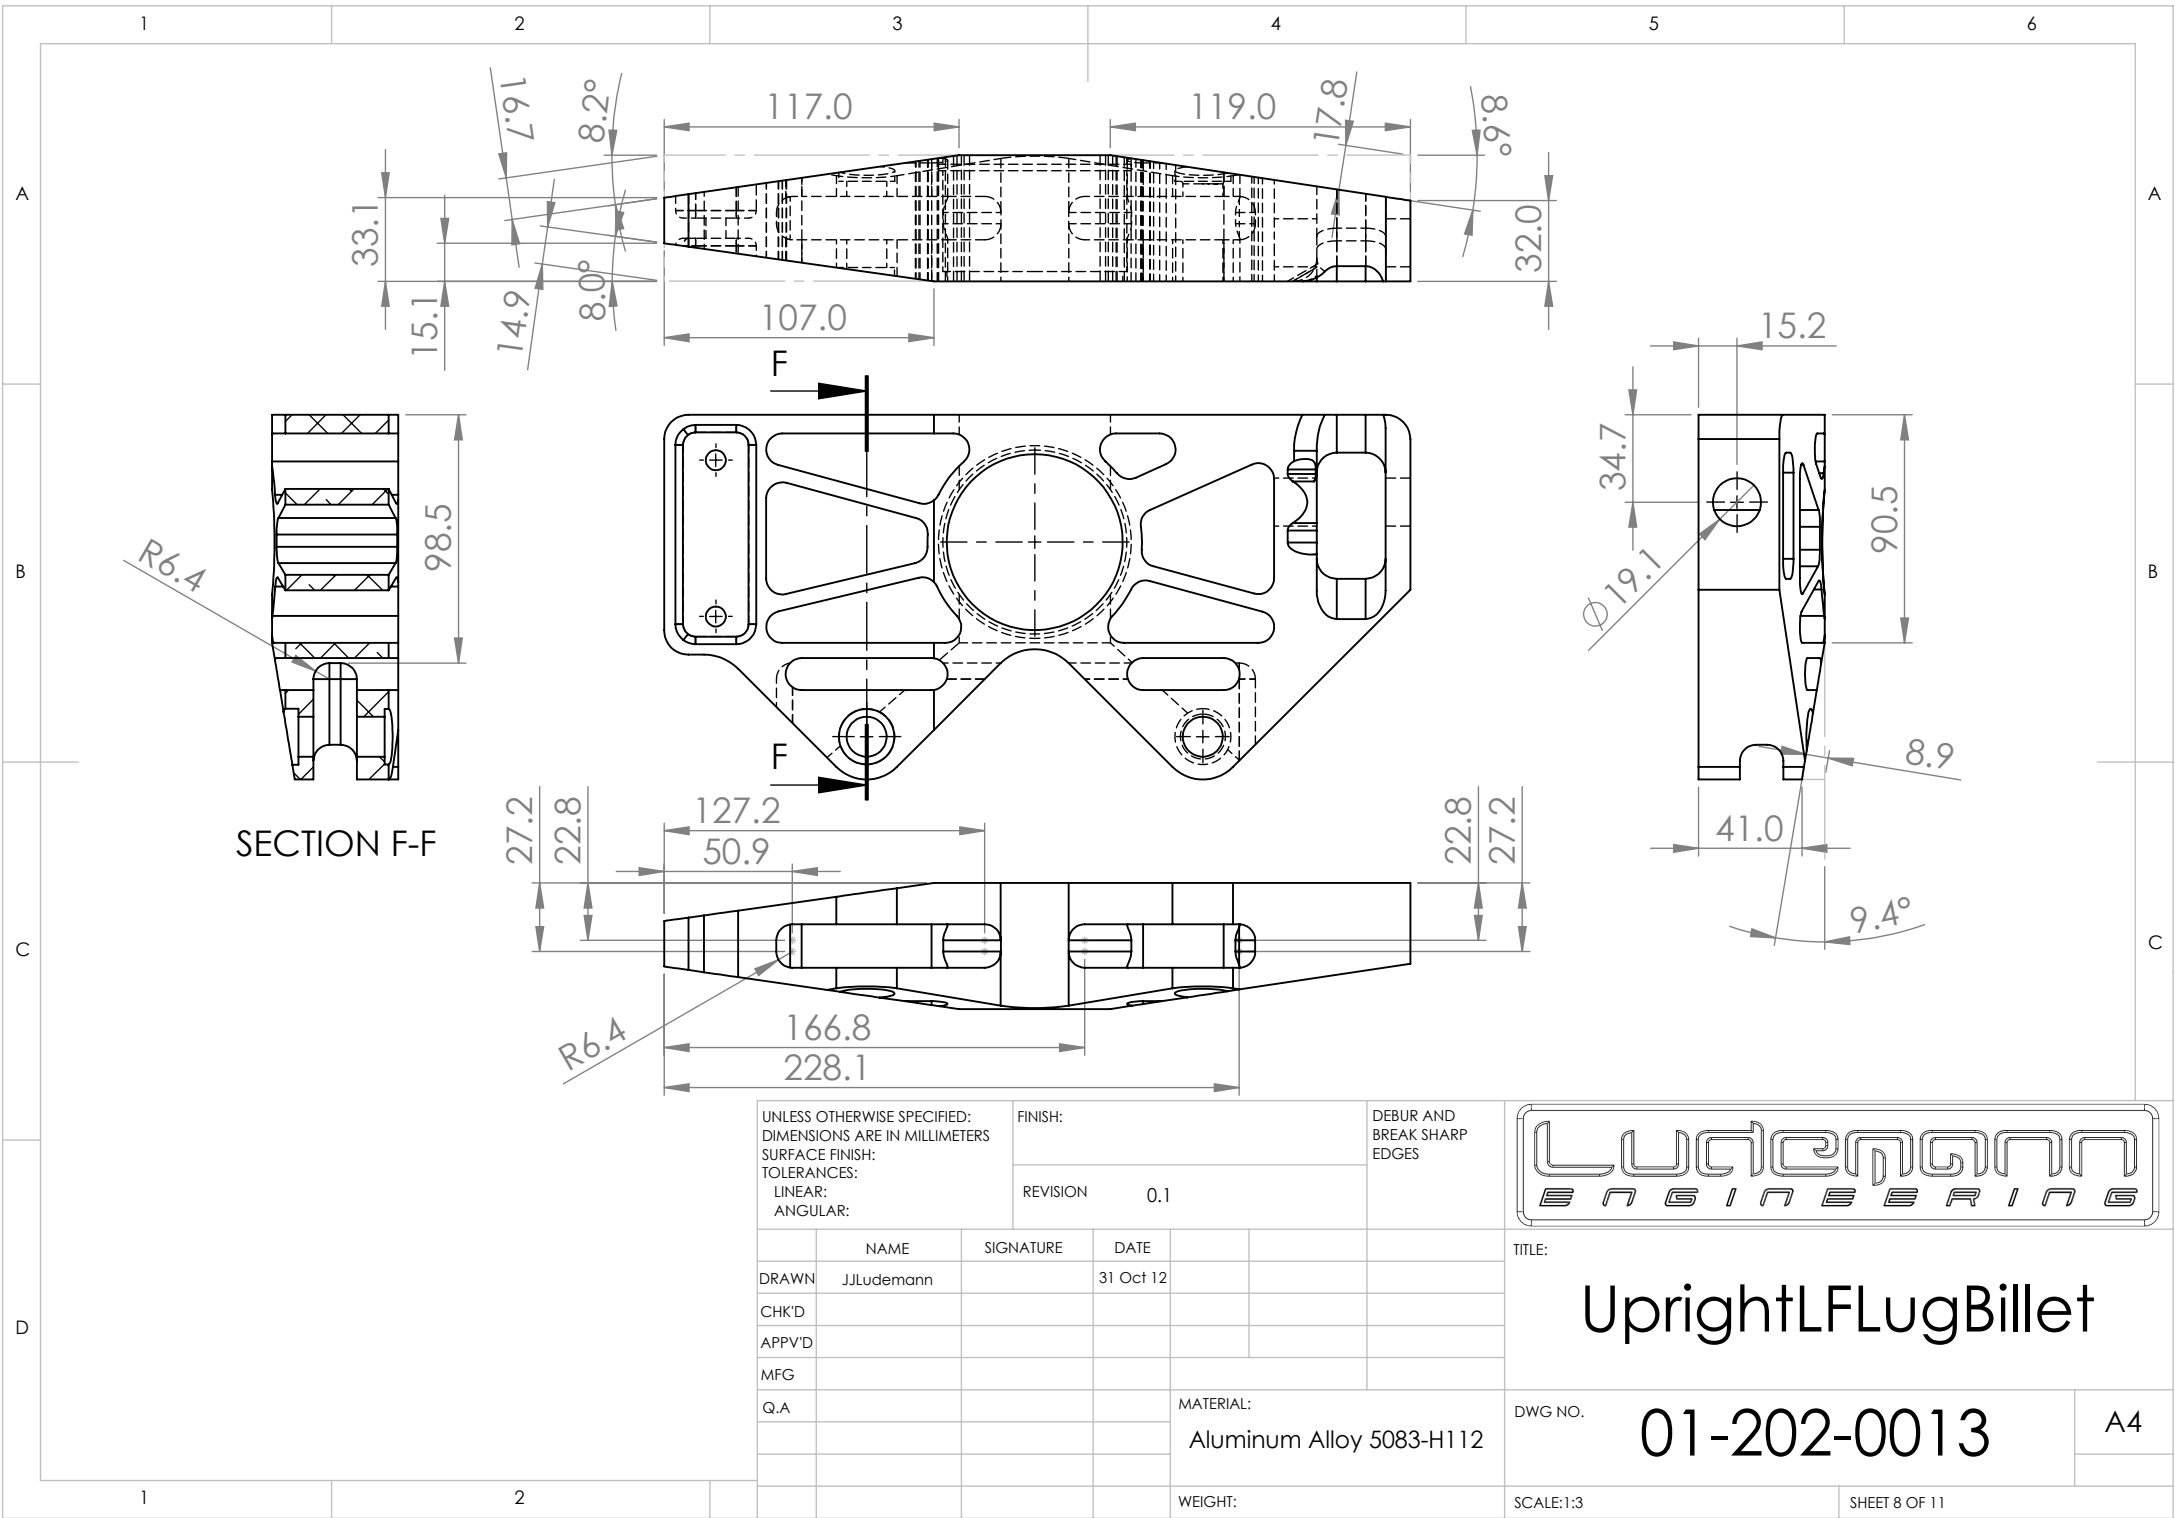 1 2 3 4 5 6
A A
B B
C C
D
1 2
16.7
8.2°
117.0
119.0
17.8
8.6°
33.1
15.1
14.9
8.0°
107.0
32.0
F
F
R6.4
98.5
SECTION F-F
15.2
34.7
Ø 19.1
90.5
8.9
41.0
9.4°
27.2
22.8
127.2
50.9
22.8
27.2
R6.4
166.8
228.1
UNLESS OTHERWISE SPECIFIED:
DIMENSIONS ARE IN MILLIMETERS
SURFACE FINISH:
TOLERANCES:
LINEAR:
ANGULAR:
FINISH:
REVISION 0.1
DEBUR AND
BREAK SHARP
EDGES
Ludemann
ENGINEERING
NAME SIGNATURE DATE
DRAWN JJLudemann 31 Oct 12
CHK'D
APPV'D
MFG
Q.A
MATERIAL:
Aluminum Alloy 5083-H112
WEIGHT:
TITLE:
UprightLFLugBillet
DWG NO. 01-202-0013 A4
SCALE:1:3 SHEET 8 OF 11